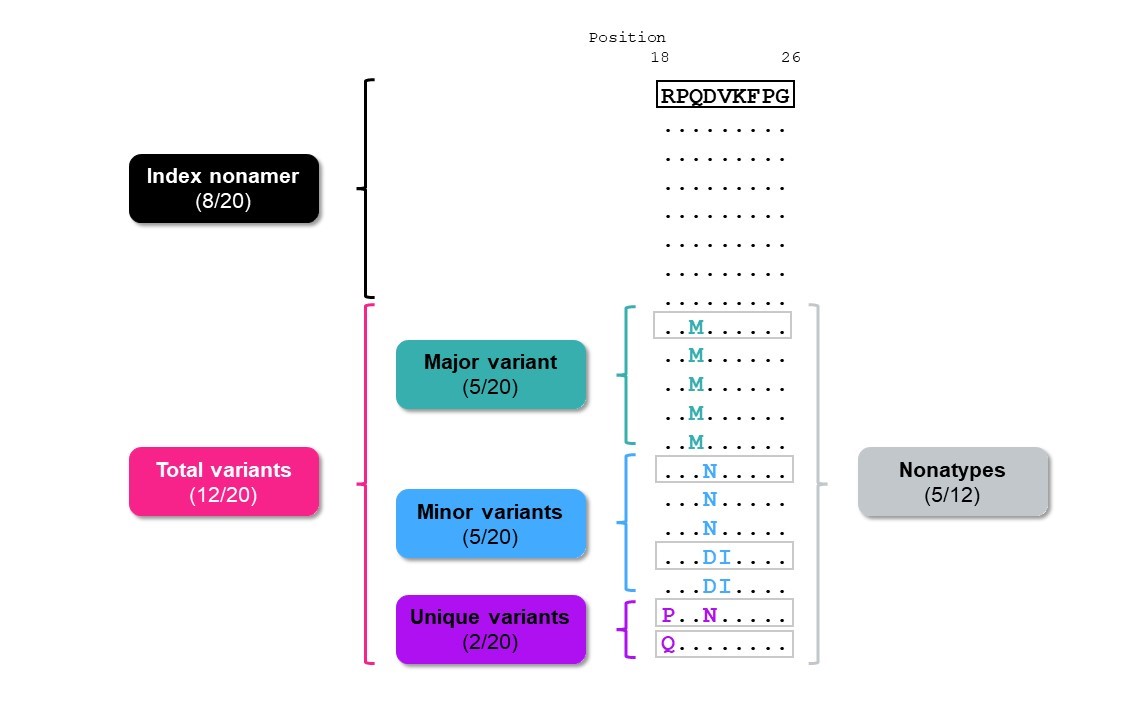 Position
18 26
RPQDVKFPG
.........
.........
.........
.........
.........
.........
.........
Index nonamer
(8/20)
..M......
..M......
..M......
..M......
..M......
Major variant
(5/20)
...N.....
...N.....
...N.....
...DI....
...DI....
Minor variants
(5/20)
P..N.....
Q........
Unique variants
(2/20)
Total variants
(12/20)
Nonatypes
(5/12)